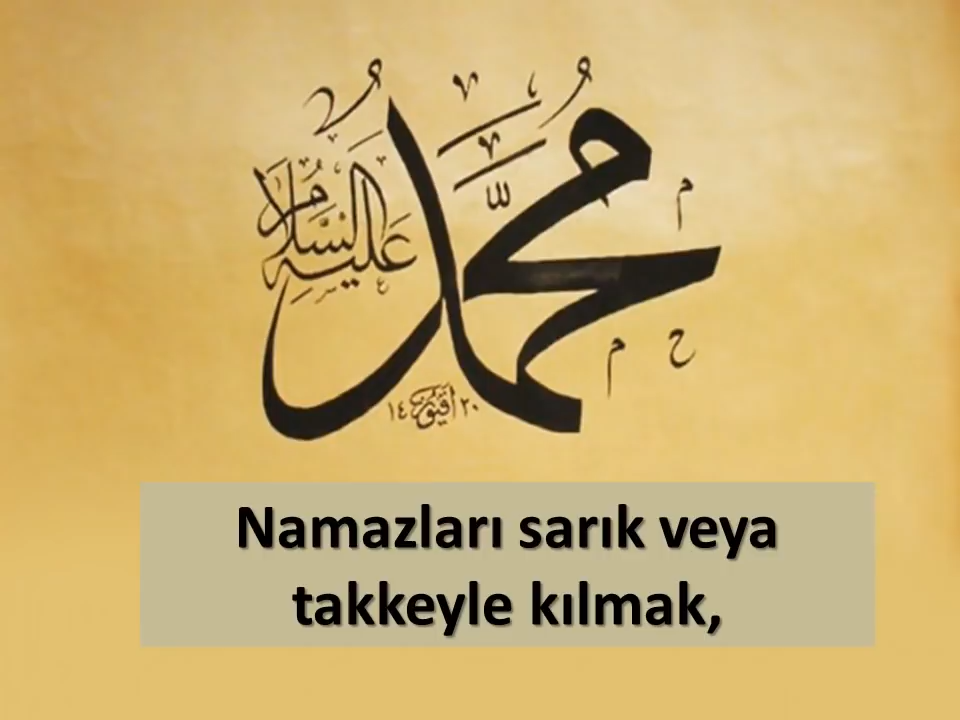 محمد
عليه السلام
Namazları sarık veya
takkeyle kılmak,